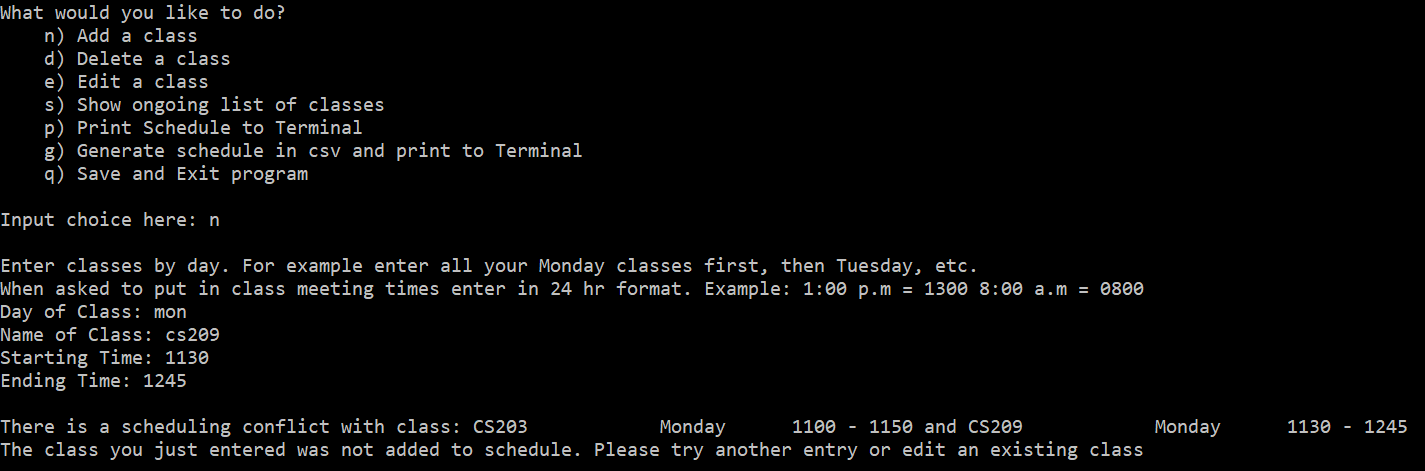 What would you like to do?
    n) Add a class
    d) Delete a class
    e) Edit a class
    s) Show ongoing list of classes
    p) Print Schedule to Terminal
    g) Generate schedule in csv and print to Terminal
    q) Save and Exit program

Input choice here: n

Enter classes by day. For example enter all your Monday classes first, then Tuesday, etc.
When asked to put in class meeting times enter in 24 hr format. Example: 1:00 p.m = 1300 8:00 a.m = 0800
Day of Class: mon
Name of Class: cs209
Starting Time: 1130
Ending Time: 1245

There is a scheduling conflict with class: CS203            Monday      1100 - 1150 and CS209            Monday      1130 - 1245
The class you just entered was not added to schedule. Please try another entry or edit an existing class